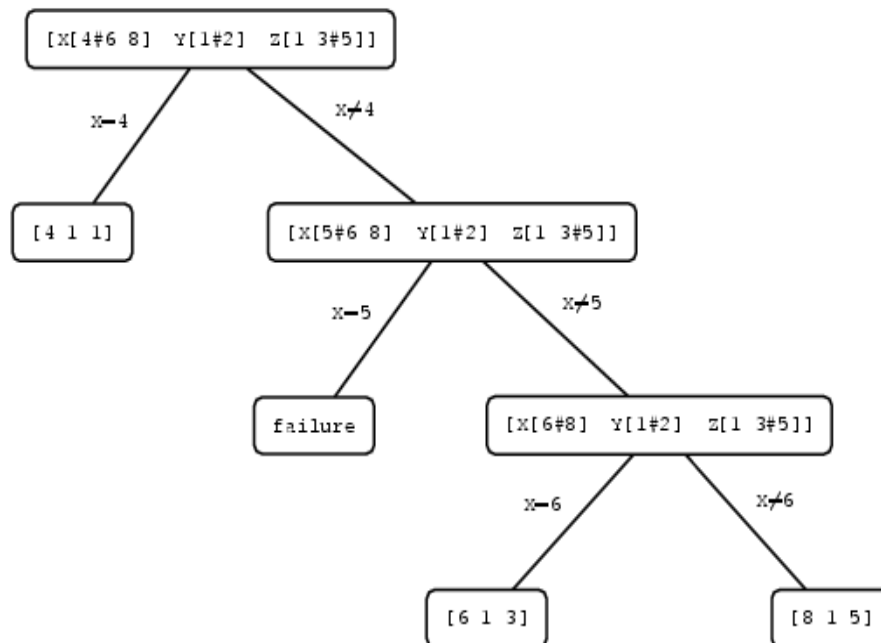 [X[4#6 8] Y[1#2] Z[1 3#5]]
X=4
X≠4
[4 1 1]
[X[5#6 8] Y[1#2] Z[1 3#5]]
X=5
X≠5
failure
[X[6#8] Y[1#2] Z[1 3#5]]
X=6
X≠6
[6 1 3]
[8 1 5]